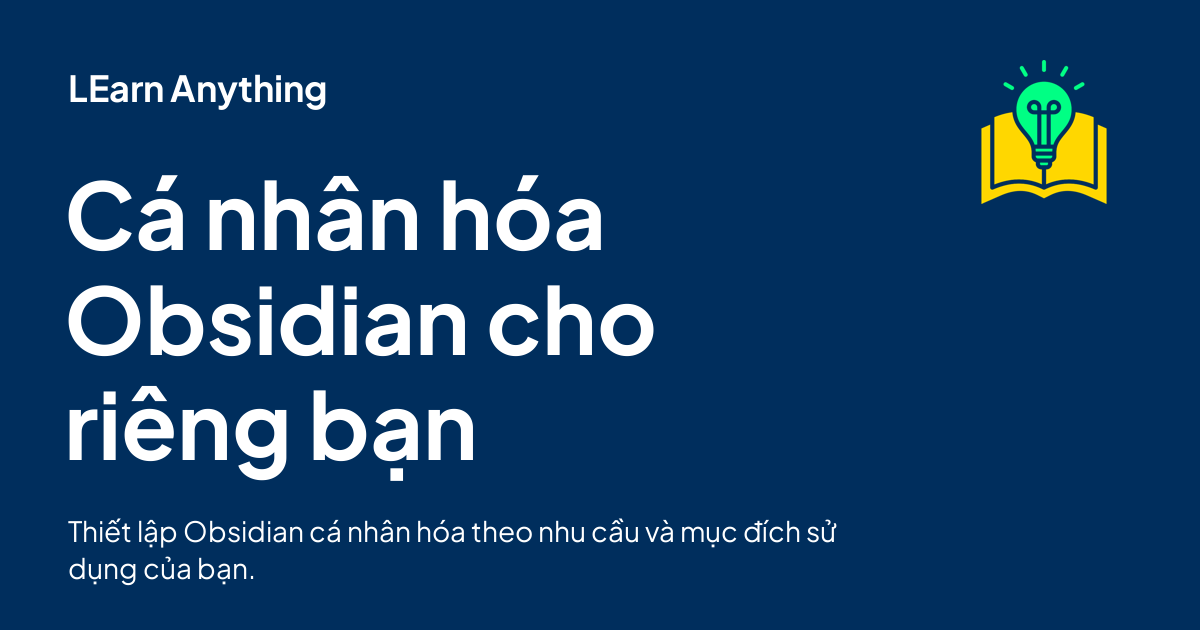 LEarn Anything
Cá nhân hóa
Obsidian cho
riêng bạn
Thiết lập Obsidian cá nhân hóa theo nhu cầu và mục đích sử
dụng của bạn.